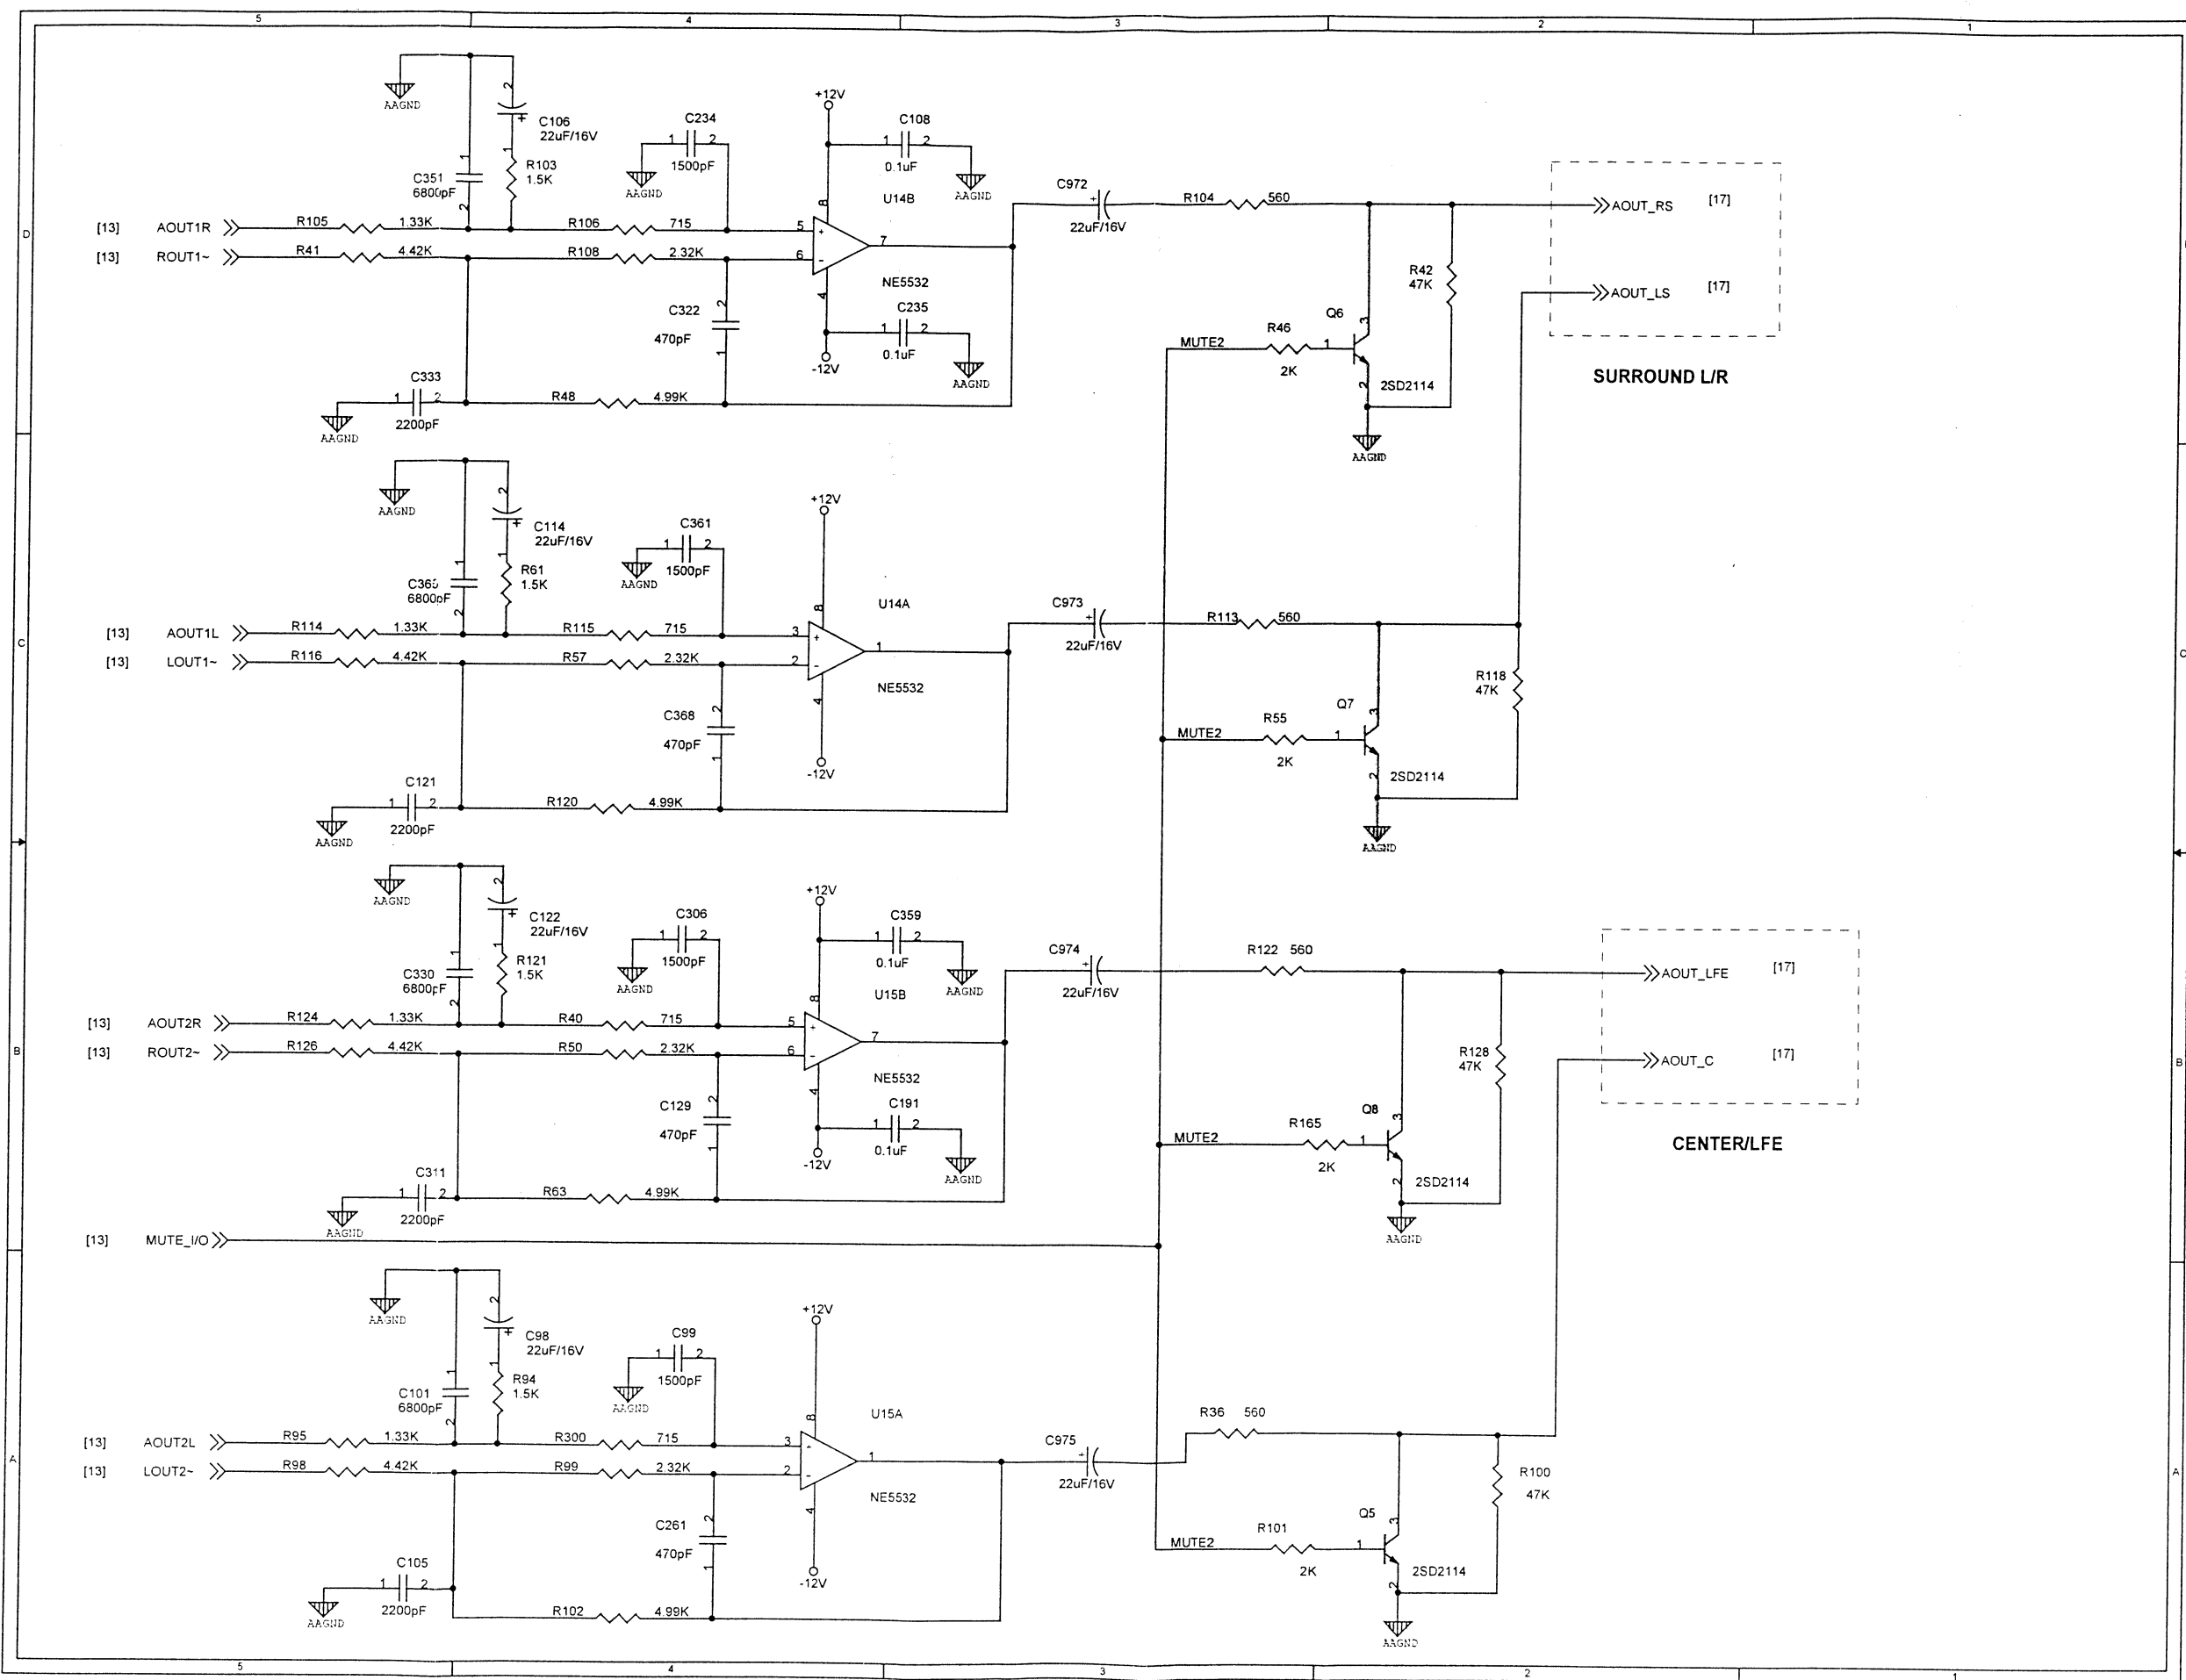 5 4 3 2 1
AAGND
C106
22uF/16V
C351
6800pF
R103
1.5K
C234
1500pF
AAGND
+12V
C108
0.1uF
AAGND
U14B
[13] AOUT1R R105 1.33K R106 715 5 7
[13] ROUT1~ R41 4.42K R108 2.32K 6
NE5532
C322
470pF
C235
0.1uF
-12V
AAGND
C333
2200pF
AAGND
R48 4.99K
C972
22uF/16V
R104 560
AOUT_RS [17]
R42
47K
AOUT_LS [17]
MUTE2
R46
2K
Q6
2SD2114
AAGND
SURROUND L/R
D
AAGND
C114
22uF/16V
6800pF
R61
1.5K
C361
1500pF
AAGND
+12V
U14A
[13] AOUT1L R114 1.33K R115 715 3 1
[13] LOUT1~ R116 4.42K R57 2.32K 2
NE5532
C368
470pF
-12V
C121
2200pF
AAGND
R120 4.99K
C973
22uF/16V
R113 560
R118
47K
MUTE2
R55
2K
Q7
2SD2114
AAGND
C C
AAGND
C122
22uF/16V
C330
6800pF
R121
1.5K
C306
1500pF
AAGND
+12V
C359
0.1uF
AAGND
U15B
[13] AOUT2R R124 1.33K R40 715 5 7
[13] ROUT2~ R126 4.42K R50 2.32K 6
NE5532
C129
470pF
C191
0.1uF
-12V
AAGND
C311
2200pF
AAGND
R63 4.99K
C974
22uF/16V
R122 560
AOUT_LFE [17]
R128
47K
AOUT_C [17]
MUTE2
R165
2K
Q8
2SD2114
AAGND
CENTER/LFE
B B
[13] MUTE_I/O
AAGND
C98
22uF/16V
C101
6800pF
R94
1.5K
C99
1500pF
AAGND
+12V
U15A
[13] AOUT2L R95 1.33K R300 715 3 1
[13] LOUT2~ R98 4.42K R99 2.32K 2
NE5532
C261
470pF
-12V
C105
2200pF
AAGND
R102 4.99K
C975
22uF/16V
R36 560
R100
47K
MUTE2
R101
2K
Q5
2SD2114
AAGND
A A
5 4 3 2 1